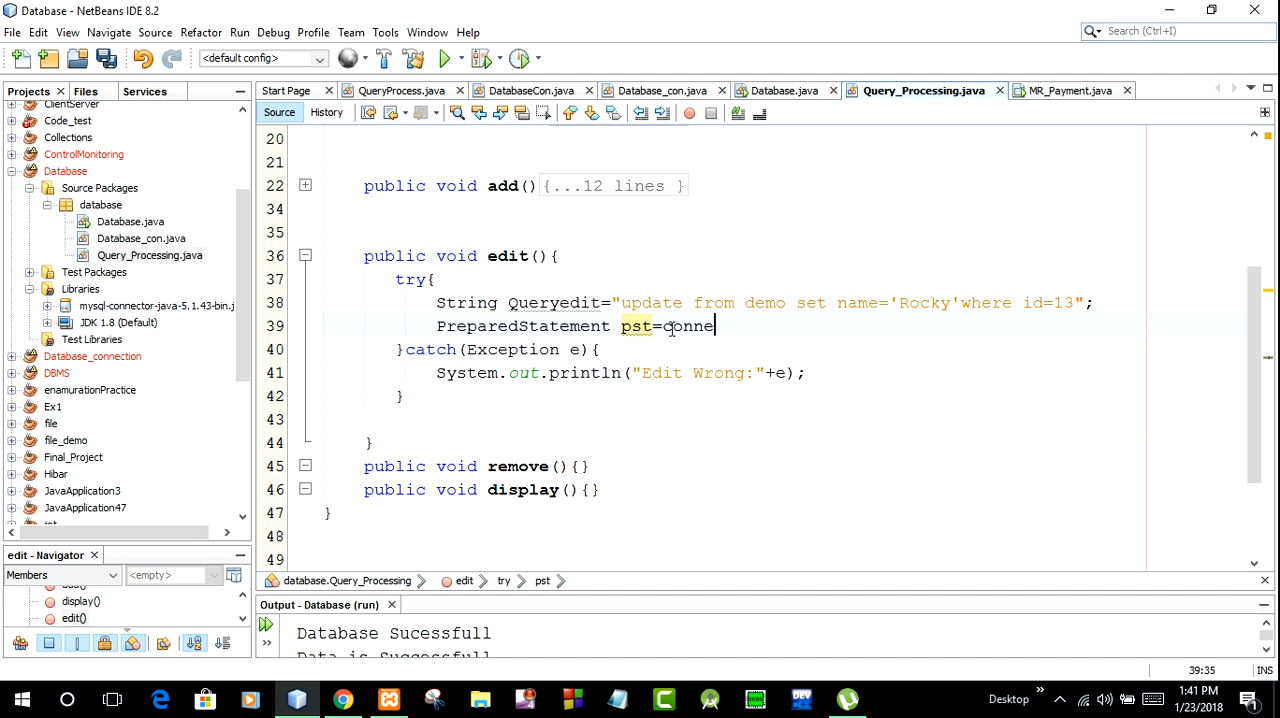 Database - NetBeans IDE 8.2
File Edit View Navigate Source Refactor Run Debug Profile Team Tools Window Help
Search (Ctrl+I)
<default config>
Projects Files Services
Start Page QueryProcess.java DatabaseCon.java Database_con.java Database.java Query_Processing.java MR_Payment.java
Source History
ClientServer
Code_test
Collections
ControlMonitoring
Database
Source Packages
database
Database.java
Database_con.java
Query_Processing.java
Test Packages
Libraries
mysql-connector-java-5.1.43-bin.j
JDK 1.8 (Default)
Test Libraries
Database_connection
DBMS
enamurationPractice
Ex1
file
file_demo
Final_Project
Hibar
JavaApplication3
JavaApplication47
20
21
22 public void add(){...12 lines }
34
35
36 public void edit(){
37 try{
38 String Queryedit="update from demo set name='Rocky'where id=13";
39 PreparedStatement pst=conne
40 }catch(Exception e){
41 System.out.println("Edit Wrong:"+e);
42 }
43
44 }
45 public void remove(){}
46 public void display(){}
47 }
48
49
edit - Navigator
Members <empty>
add()
display()
edit()
database.Query_Processing edit try pst
Output - Database (run)
Database Sucessfull
Data is Successfull
39:35 INS
Desktop
1:41 PM
1/23/2018